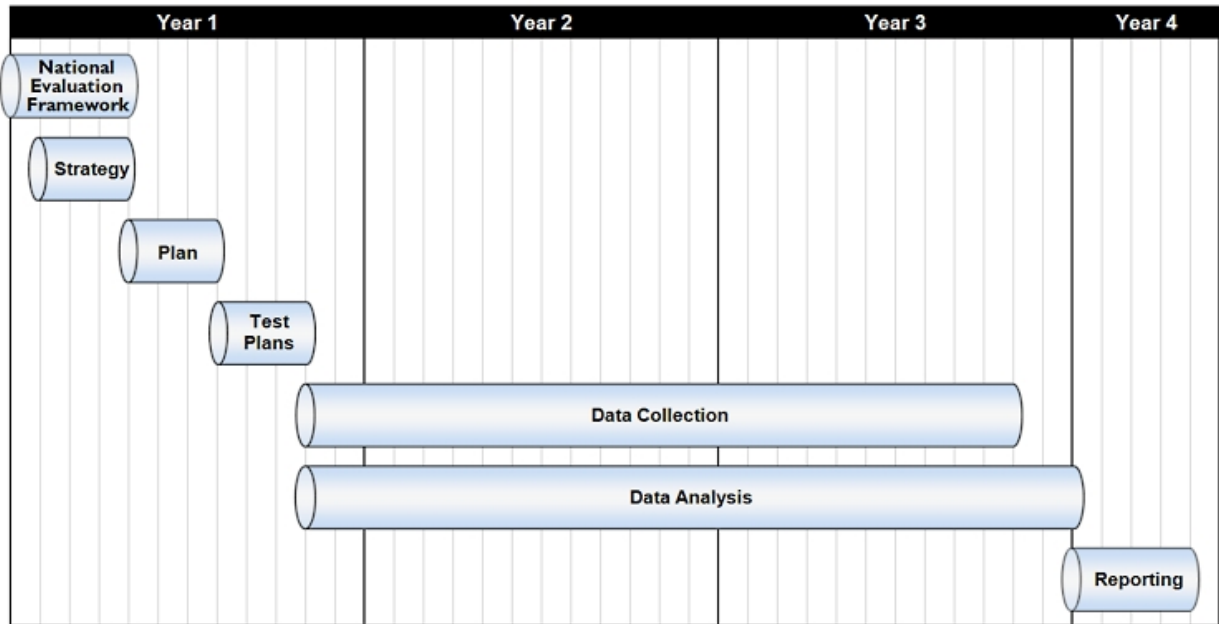 Year 1
Year 2
Year 3
Year 4
National
Evaluation
Framework
Strategy
Plan
Test
Plans
Data Collection
Data Analysis
Reporting